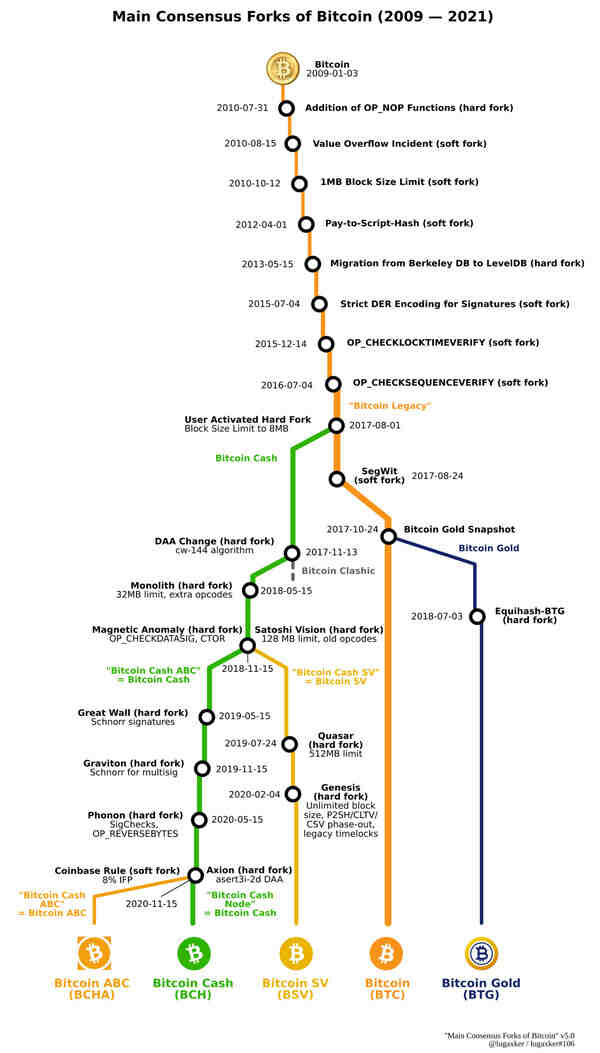 Main Consensus Forks of Bitcoin (2009 — 2021)
Bitcoin
2009-01-03
2010-07-31 Addition of OP_NOP Functions (hard fork)
2010-08-15 Value Overflow Incident (soft fork)
2010-10-12 1MB Block Size Limit (soft fork)
2012-04-01 Pay-to-Script-Hash (soft fork)
2013-05-15 Migration from Berkeley DB to LevelDB (hard fork)
2015-07-04 Strict DER Encoding for Signatures (soft fork)
2015-12-14 OP_CHECKLOCKTIMEVERIFY (soft fork)
2016-07-04 OP_CHECKSEQUENCEVERIFY (soft fork)
"Bitcoin Legacy"
User Activated Hard Fork
Block Size Limit to 8MB
2017-08-01
Bitcoin Cash
SegWit
(soft fork)
2017-08-24
2017-10-24 Bitcoin Gold Snapshot
Bitcoin Gold
DAA Change (hard fork)
cw-144 algorithm
2017-11-13
Bitcoin Clashic
Monolith (hard fork)
32MB limit, extra opcodes
2018-05-15
2018-07-03
Equihash-BTG
(hard fork)
Magnetic Anomaly (hard fork)
OP_CHECKDATASIG, CTOR
Satoshi Vision (hard fork)
128 MB limit, old opcodes
2018-11-15
"Bitcoin Cash ABC"
= Bitcoin Cash
"Bitcoin Cash SV"
= Bitcoin SV
Great Wall (hard fork)
Schnorr signatures
2019-05-15
2019-07-24
Quasar
(hard fork)
512MB limit
Graviton (hard fork)
Schnorr for multisig
2019-11-15
2020-02-04
Genesis
(hard fork)
Unlimited block
size, P2SH/CLTV/
CSV phase-out,
legacy timelocks
Phonon (hard fork)
SigChecks,
OP_REVERSEBYTES
2020-05-15
Coinbase Rule (soft fork)
8% IFP
Axion (hard fork)
asert3i-2d DAA
2020-11-15
"Bitcoin Cash
ABC"
= Bitcoin ABC
"Bitcoin Cash
Node"
= Bitcoin Cash
Bitcoin ABC
(BCHA)
Bitcoin Cash
(BCH)
Bitcoin SV
(BSV)
Bitcoin
(BTC)
Bitcoin Gold
(BTG)
"Main Consensus Forks of Bitcoin" v5.0
@lugaxker / lugaxker#106